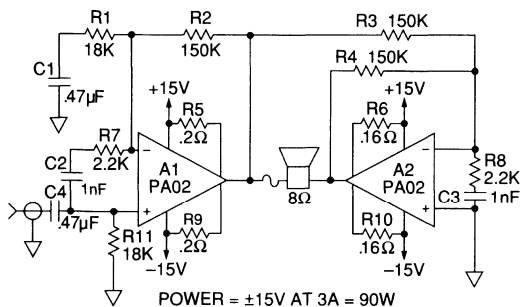 R1
18K
R2
150K
R3 150K
R4 150K
C1
.47µF
+15V
R5
.2Ω
R6
.16Ω
+15V
R7
2.2K
C2
1nF
C4
.47µF
−
+
A1
PA02
8Ω
A2
PA02
−
+
R8
2.2K
C3
1nF
R11
18K
R9
.2Ω
−15V
R10
.16Ω
−15V
POWER = ±15V AT 3A = 90W